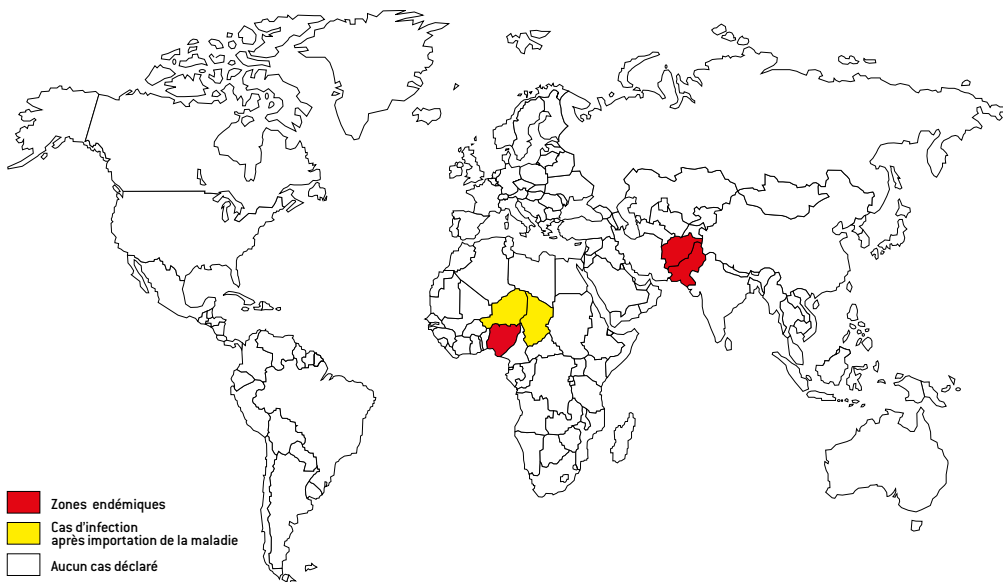 Zones endémiques
Cas d'infection
après importation de la maladie
Aucun cas déclaré